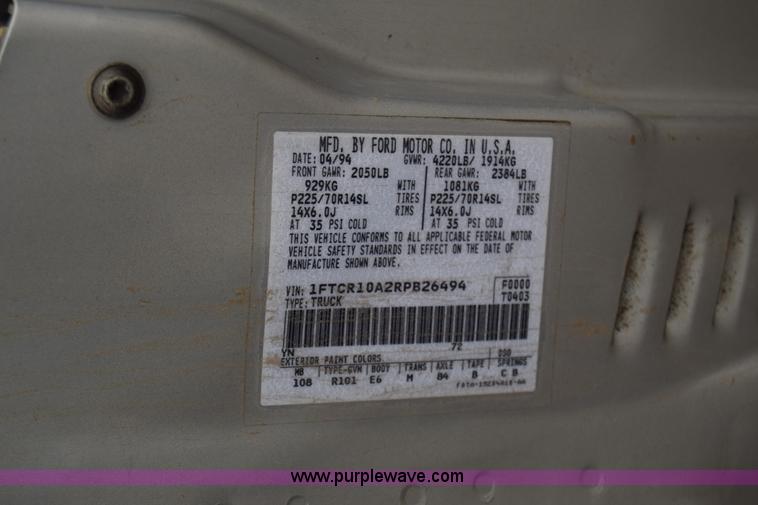 MFD. BY FORD MOTOR CO. IN U.S.A.
DATE: 04/94 GVWR: 4220LB/ 1914KG
FRONT GAWR: 2050LB REAR GAWR: 2384LB
929KG WITH 1081KG WITH
P225/70R14SL TIRES P225/70R14SL TIRES
14X6.0J RIMS 14X6.0J RIMS
AT 35 PSI COLD AT 35 PSI COLD
THIS VEHICLE CONFORMS TO ALL APPLICABLE FEDERAL MOTOR
VEHICLE SAFETY STANDARDS IN EFFECT ON THE DATE OF
MANUFACTURE SHOWN ABOVE.
VIN: 1FTCR10A2RPB26494 F0000
TYPE: TRUCK T0403
YN 72
EXTERIOR PAINT COLORS DSO
WB TYPE-GVM BODY TRANS AXLE TAPE SPRINGS
108 R101 E6 M 84 B C B
www.purplewave.com